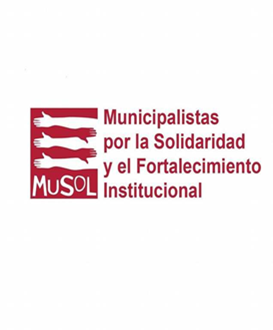 Municipalistas
por la Solidaridad
y el Fortalecimiento
Institucional
MUSOL